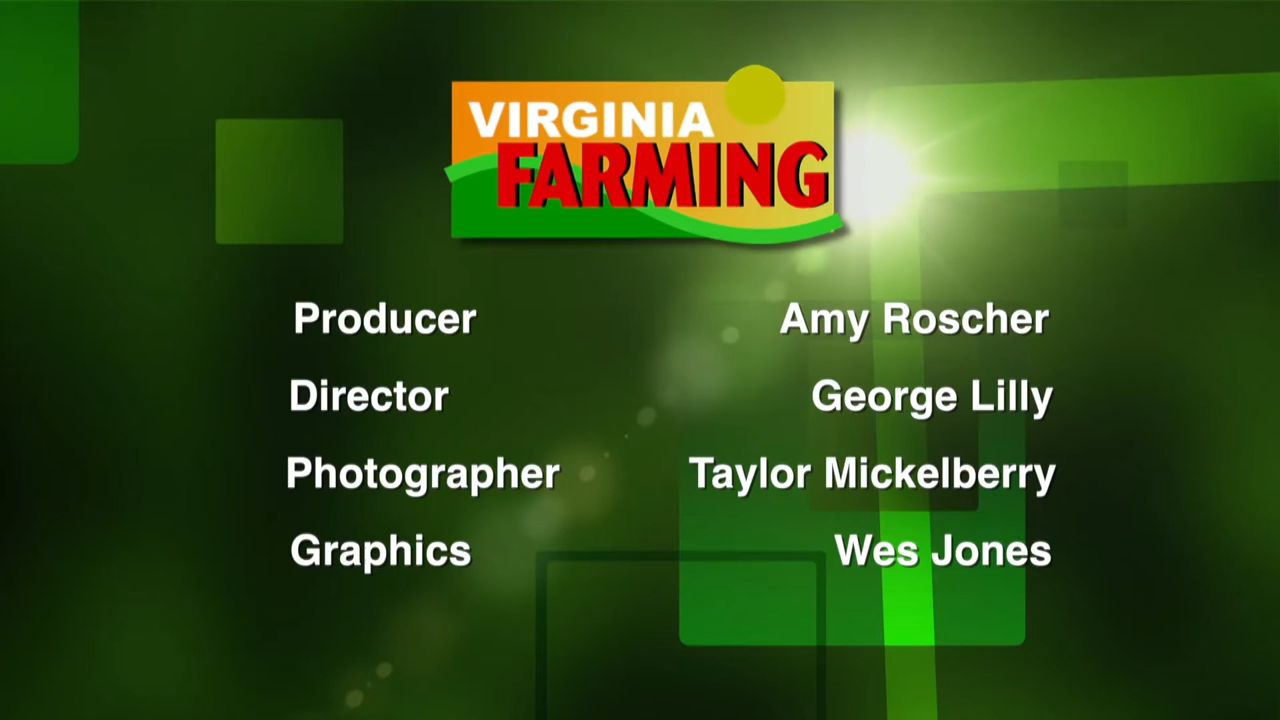 VIRGINIA
FARMING
Producer Amy Roscher
Director George Lilly
Photographer Taylor Mickelberry
Graphics Wes Jones